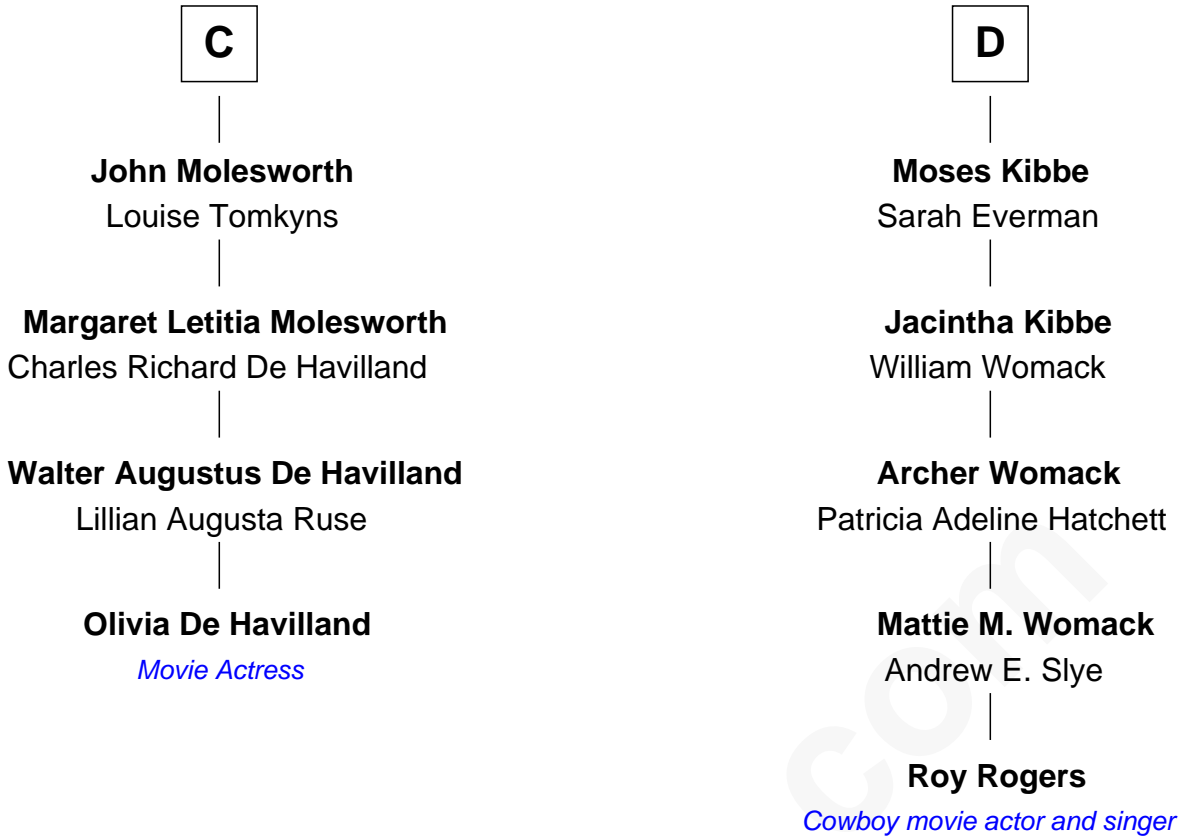 C
John Molesworth
Louise Tomkyns
Margaret Letitia Molesworth
Charles Richard De Havilland
Walter Augustus De Havilland
Lillian Augusta Ruse
Olivia De Havilland
Movie Actress
D
Moses Kibbe
Sarah Everman
Jacintha Kibbe
William Womack
Archer Womack
Patricia Adeline Hatchett
Mattie M. Womack
Andrew E. Slye
Roy Rogers
Cowboy movie actor and singer
com